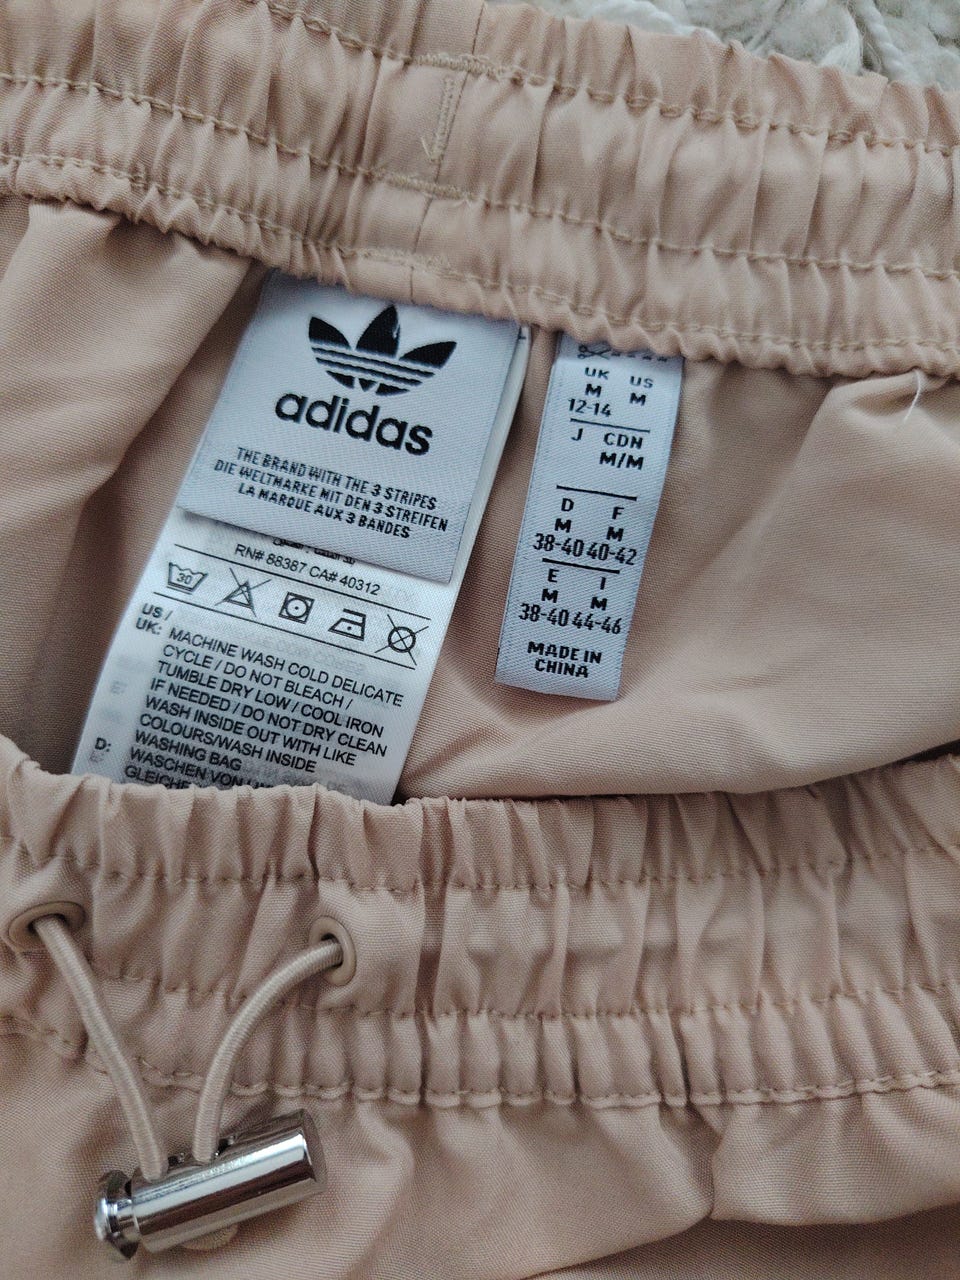 adidas
THE BRAND WITH THE 3 STRIPES
DIE WELTMARKE MIT DEN 3 STREIFEN
LA MARQUE AUX 3 BANDES
RN# 88387 CA# 40312
30
US /
UK: MACHINE WASH COLD DELICATE
CYCLE / DO NOT BLEACH /
TUMBLE DRY LOW / COOL IRON
IF NEEDED / DO NOT DRY CLEAN
WASH INSIDE OUT WITH LIKE
COLOURS/WASH INSIDE
WASHING BAG
D: WASCHEN VON
GLEICHE
UK US
M M
12-14
J CDN
M/M
D F
M M
38-40 40-42
E I
M M
38-40 44-46
MADE IN
CHINA